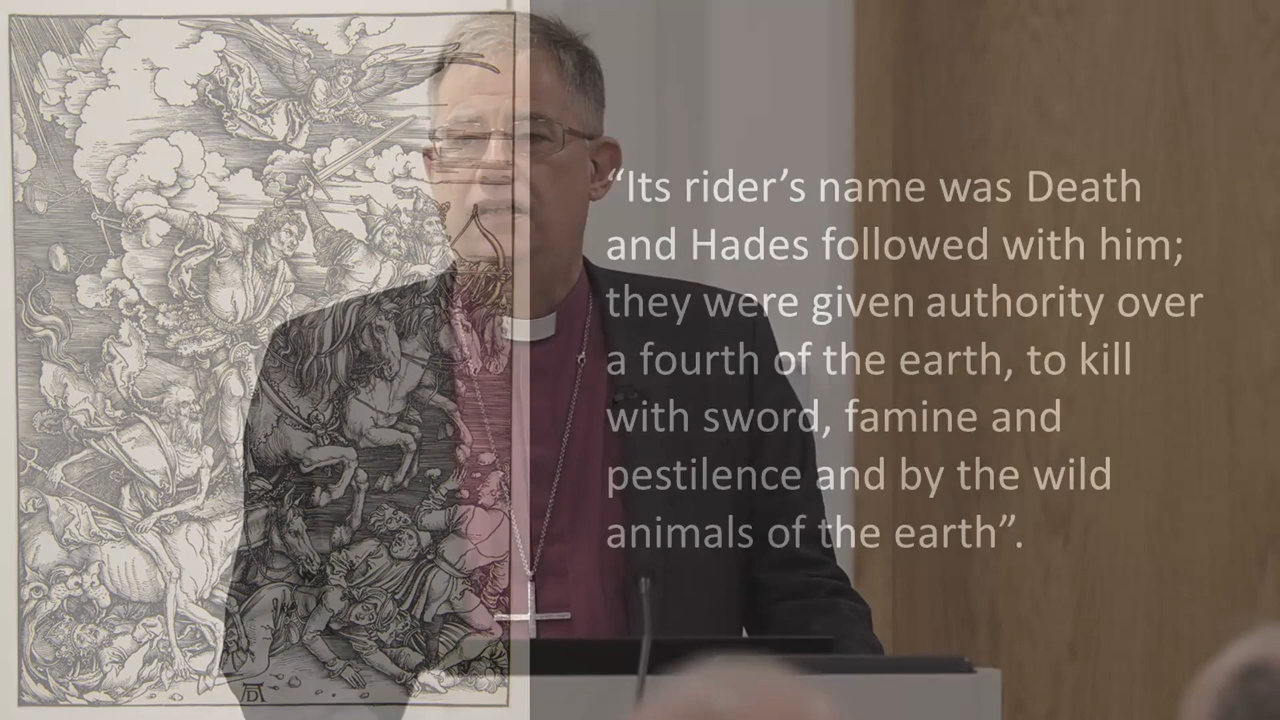 “Its rider’s name was Death
and Hades followed with him;
they were given authority over
a fourth of the earth, to kill
with sword, famine and
pestilence and by the wild
animals of the earth”.
AD